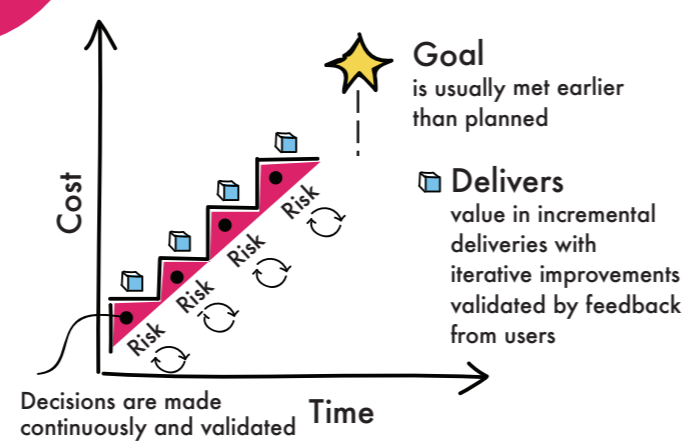 Goal
is usually met earlier
than planned
Cost
Delivers
value in incremental
deliveries with
iterative improvements
validated by feedback
from users
Risk
Risk
Risk
Risk
Decisions are made
continuously and validated
Time